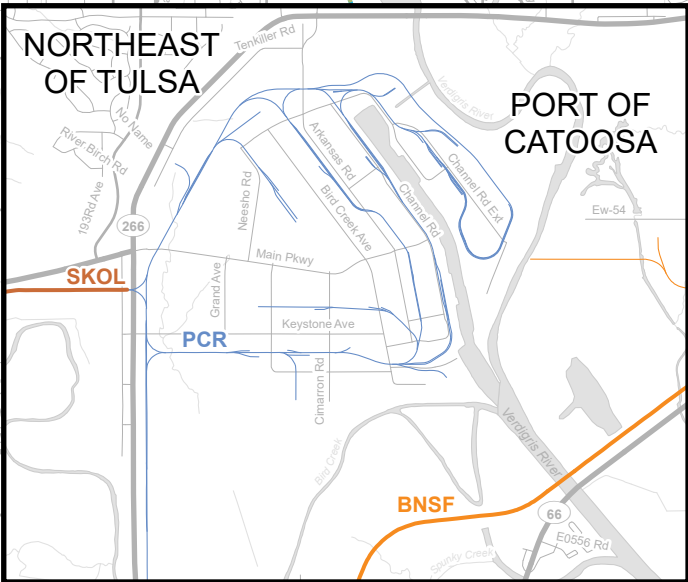 NORTHEAST
OF TULSA
Tenkiller Rd
Verdigris River
PORT OF
CATOOSA
No Name
River Birch Rd
193Rd Ave
266
Neesho Rd
Arkansas Rd
Bird Creek Ave
Channel Rd
Channel Rd Ext
Ew-54
Main Pkwy
SKOL
Grand Ave
Keystone Ave
PCR
Cimarron Rd
Bird Creek
Verdigris River
BNSF
66
E0556 Rd
Spunky Creek